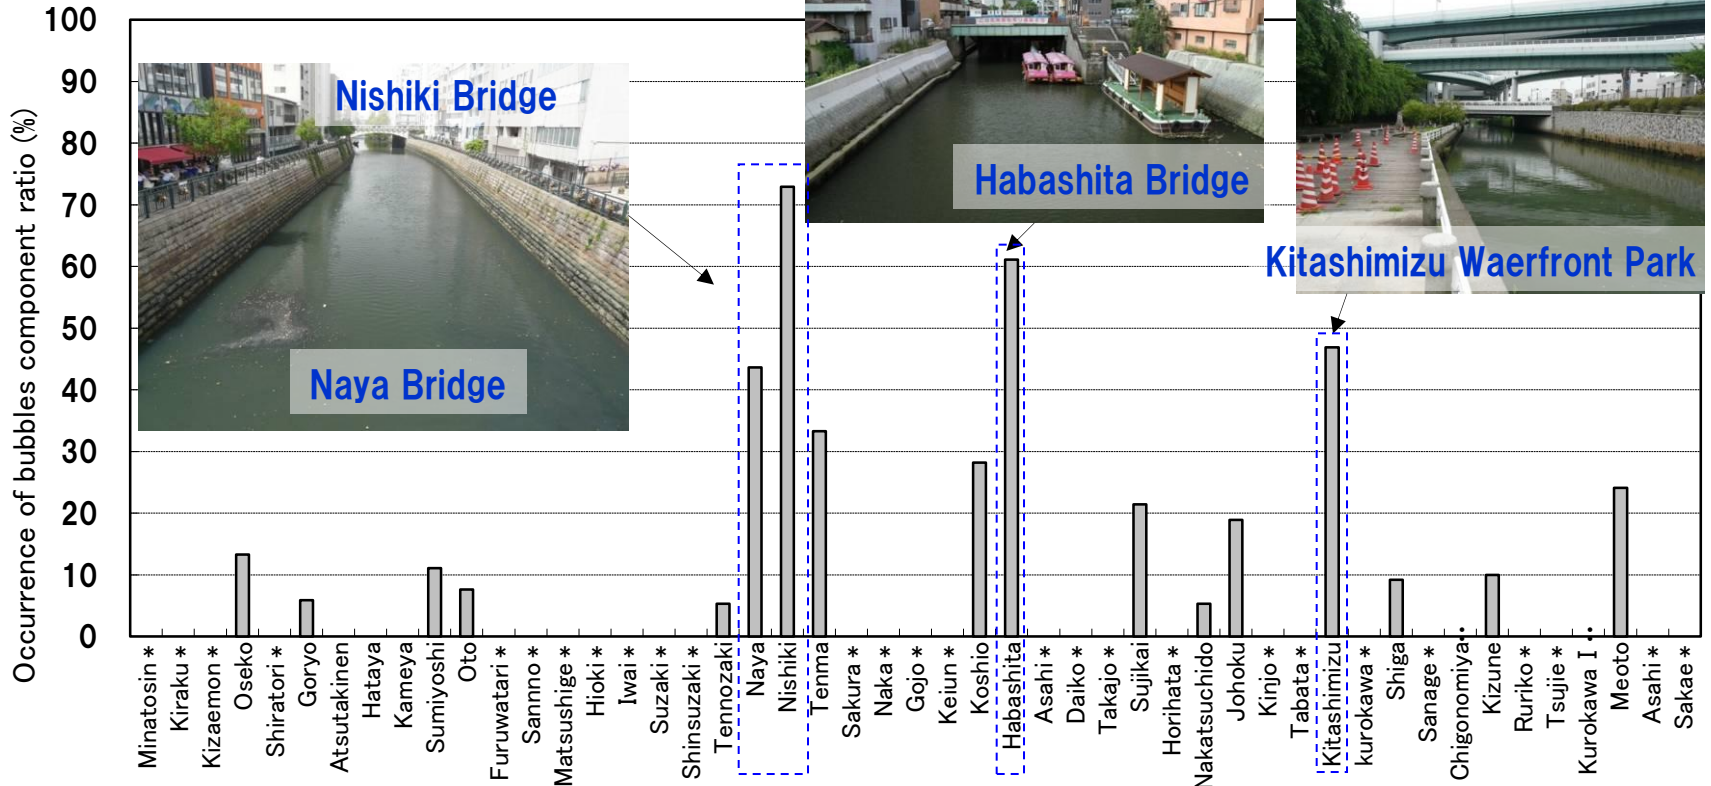 Occurrence of bubbles component ratio (%)
100
90
80
70
60
50
40
30
20
10
0
Nishiki Bridge
Naya Bridge
Habashita Bridge
Kitashimizu Waerfront Park
Minatosin*
Kiraku*
Kizaemon*
Oseko
Shiratori*
Goryo
Atsutakinen
Hataya
Kameya
Sumiyoshi
Oto
Furuwatari*
Sanno*
Matsushige*
Hioki*
Iwai*
Suzaki*
Shinsuzaki*
Tennozaki
Naya
Nishiki
Tenma
Sakura*
Naka*
Gojo*
Keiun*
Koshio
Habashita
Asahi*
Daiko*
Takajo*
Sujikai
Horihata*
Nakatsuchido
Johoku
Kinjo*
Tabata*
Kitashimizu
kurokawa*
Shiga
Sanage*
Chigonomiya…
Kizune
Ruriko*
Tsujie*
Kurokawa I…
Meoto
Asahi*
Sakae*